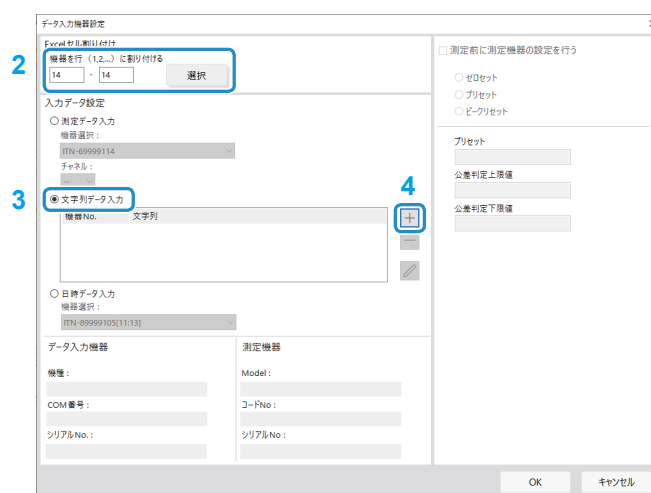 データ入力機器設定
Excelセル割り付け
2
機器を行（1,2,...）に割り付ける
14 - 14 選択
入力データ設定
測定データ入力
機器選択：
ITN-69999114
チャネル：
--
3
文字列データ入力
4
機器No. 文字列
＋
日時データ入力
機器選択：
ITN-89999105[11:13]
データ入力機器
機種：
COM番号：
シリアルNo.：
測定機器
Model：
コードNo：
シリアルNo：
測定前に測定機器の設定を行う
ゼロセット
プリセット
ピークリセット
プリセット
公差判定上限値
公差判定下限値
OK キャンセル